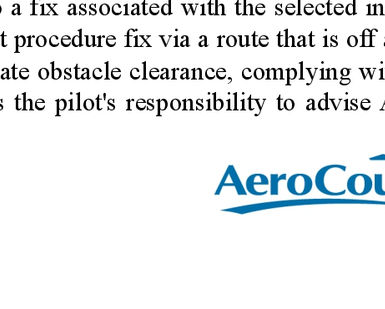 a fix associated with the selected in
t procedure fix via a route that is off
ate obstacle clearance, complying wi
s the pilot's responsibility to advise A
AeroCou